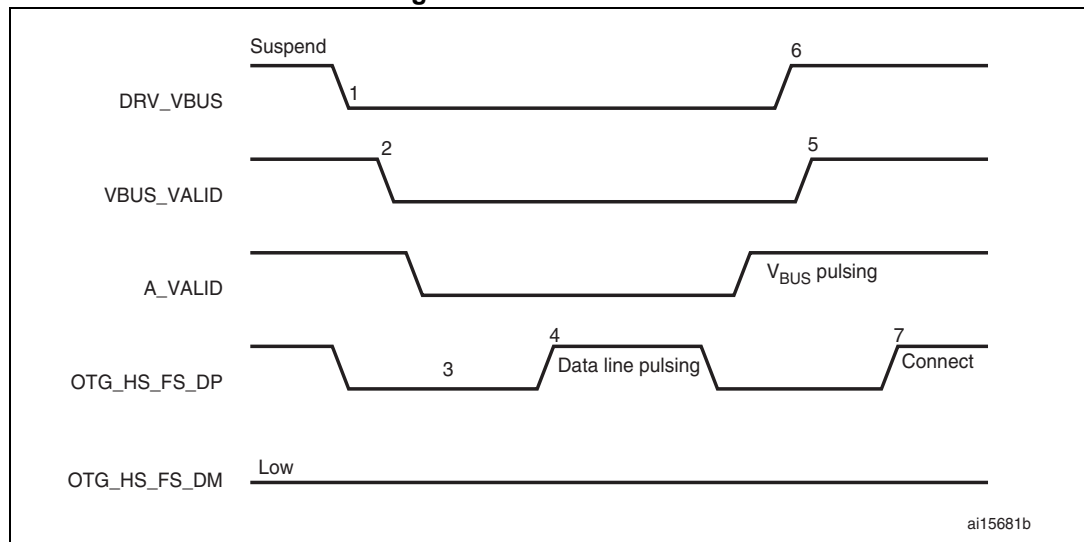 Suspend
6
DRV_VBUS
1
2
5
VBUS_VALID
A_VALID
VBUS pulsing
4
7
OTG_HS_FS_DP
3
Data line pulsing
Connect
OTG_HS_FS_DM
Low
ai15681b